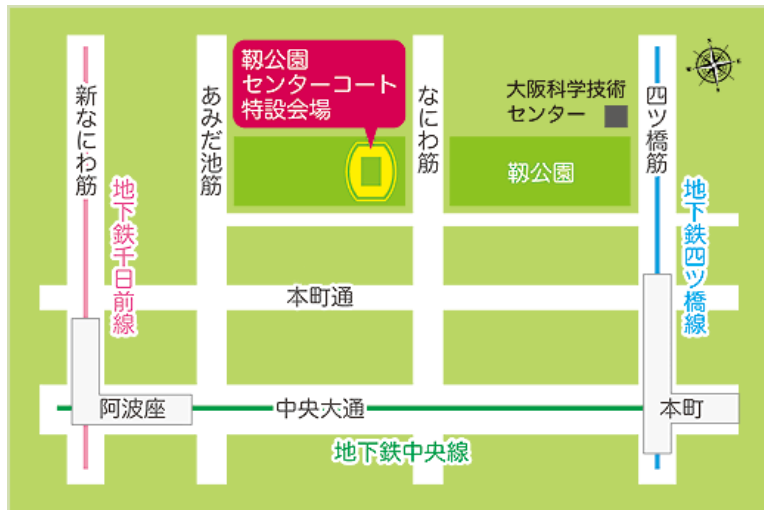 靱公園
センターコート
特設会場
新なにわ筋
あみだ池筋
なにわ筋
大阪科学技術
センター
四ツ橋筋
靱公園
地下鉄千日前線
地下鉄四ツ橋線
本町通
阿波座
中央大通
本町
地下鉄中央線